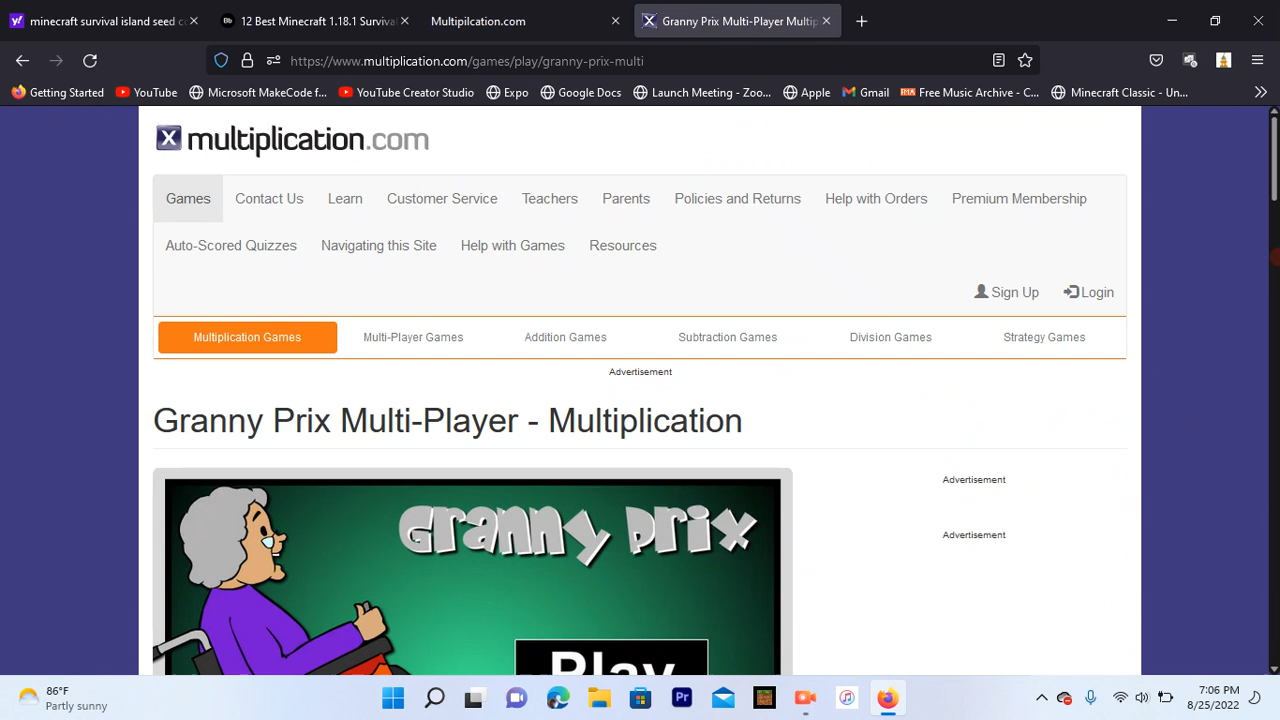 minecraft survival island seed c
12 Best Minecraft 1.18.1 Surviva
Multipilcation.com
Granny Prix Multi-Player Multip
https://www.multiplication.com/games/play/granny-prix-multi
Getting Started
YouTube
Microsoft MakeCode f...
YouTube Creator Studio
Expo
Google Docs
Launch Meeting - Zoo...
Apple
Gmail
Free Music Archive - C...
Minecraft Classic - Un...
multiplication.com
Games Contact Us Learn Customer Service Teachers Parents Policies and Returns Help with Orders Premium Membership
Auto-Scored Quizzes Navigating this Site Help with Games Resources
Sign Up Login
Multiplication Games Multi-Player Games Addition Games Subtraction Games Division Games Strategy Games
Advertisement
Granny Prix Multi-Player - Multiplication
Advertisement
Granny Prix
Advertisement
Play
86°F
Partly sunny
7:06 PM
8/25/2022